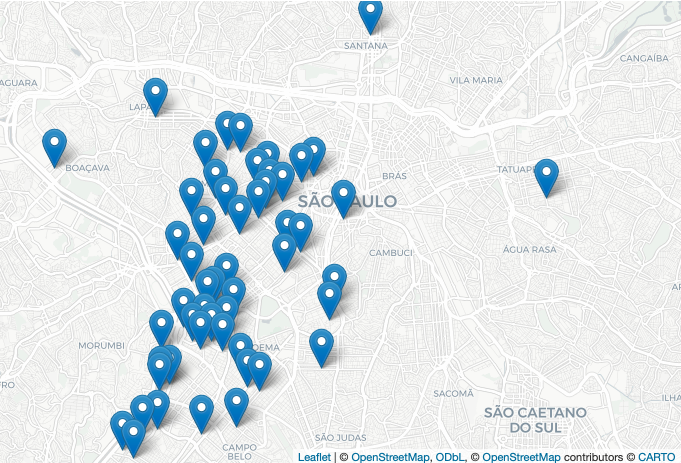 SANTANA
CANGAÍBA
VILA MARIA
AGUARA
LAPA
BOAÇAVA
TATUAPÉ
BRÁS
SÃO PAULO
ÁGUA RASA
CAMBUCI
MORUMBI
OEMA
SACOMÃ
ILHA
SÃO CAETANO
DO SUL
SÃO JUDAS
CAMPO
BELO
Leaflet | © OpenStreetMap, ODbL, © OpenStreetMap contributors © CARTO